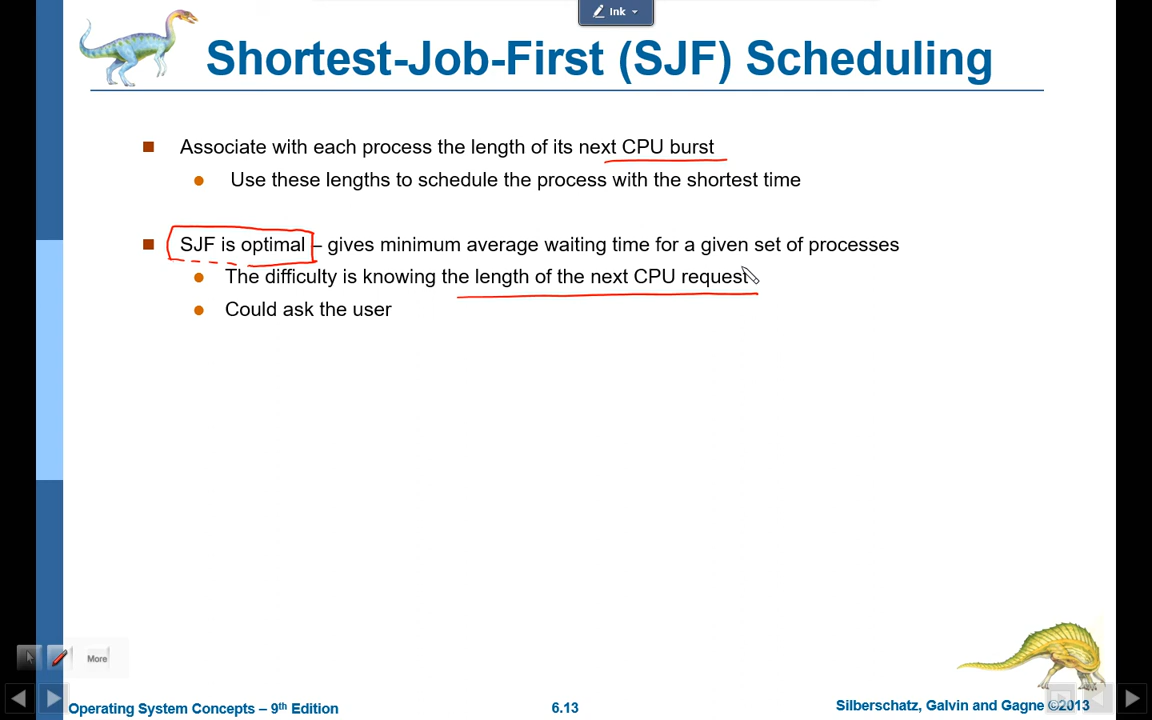 Ink
Shortest-Job-First (SJF) Scheduling
Associate with each process the length of its next CPU burst
Use these lengths to schedule the process with the shortest time
SJF is optimal – gives minimum average waiting time for a given set of processes
The difficulty is knowing the length of the next CPU request
Could ask the user
More
Operating System Concepts – 9th Edition
6.13
Silberschatz, Galvin and Gagne ©2013